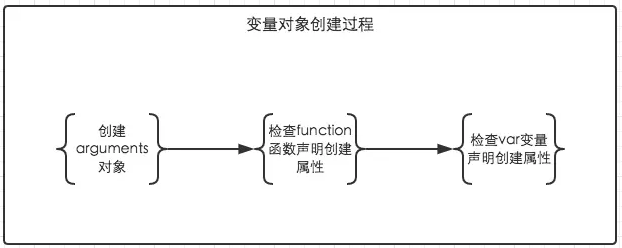 变量对象创建过程
创建
arguments
对象
检查function
函数声明创建
属性
检查var变量
声明创建属性